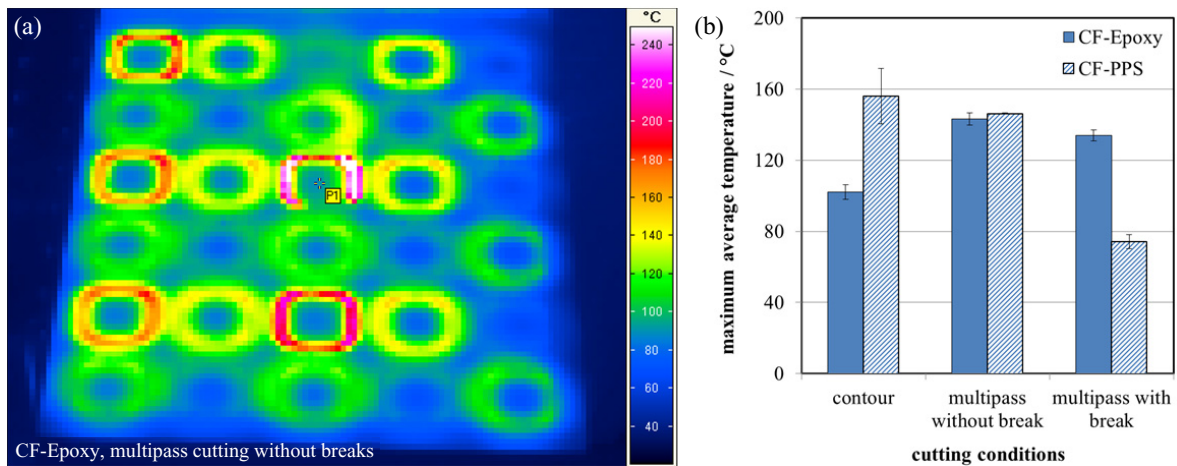 (a)
°C
240
220
200
180
160
140
120
100
80
60
40
P1
CF-Epoxy, multipass cutting without breaks
(b)
200
160
120
80
40
0
maximum average temperature / °C
CF-Epoxy
CF-PPS
contour
multipass without break
multipass with break
cutting conditions